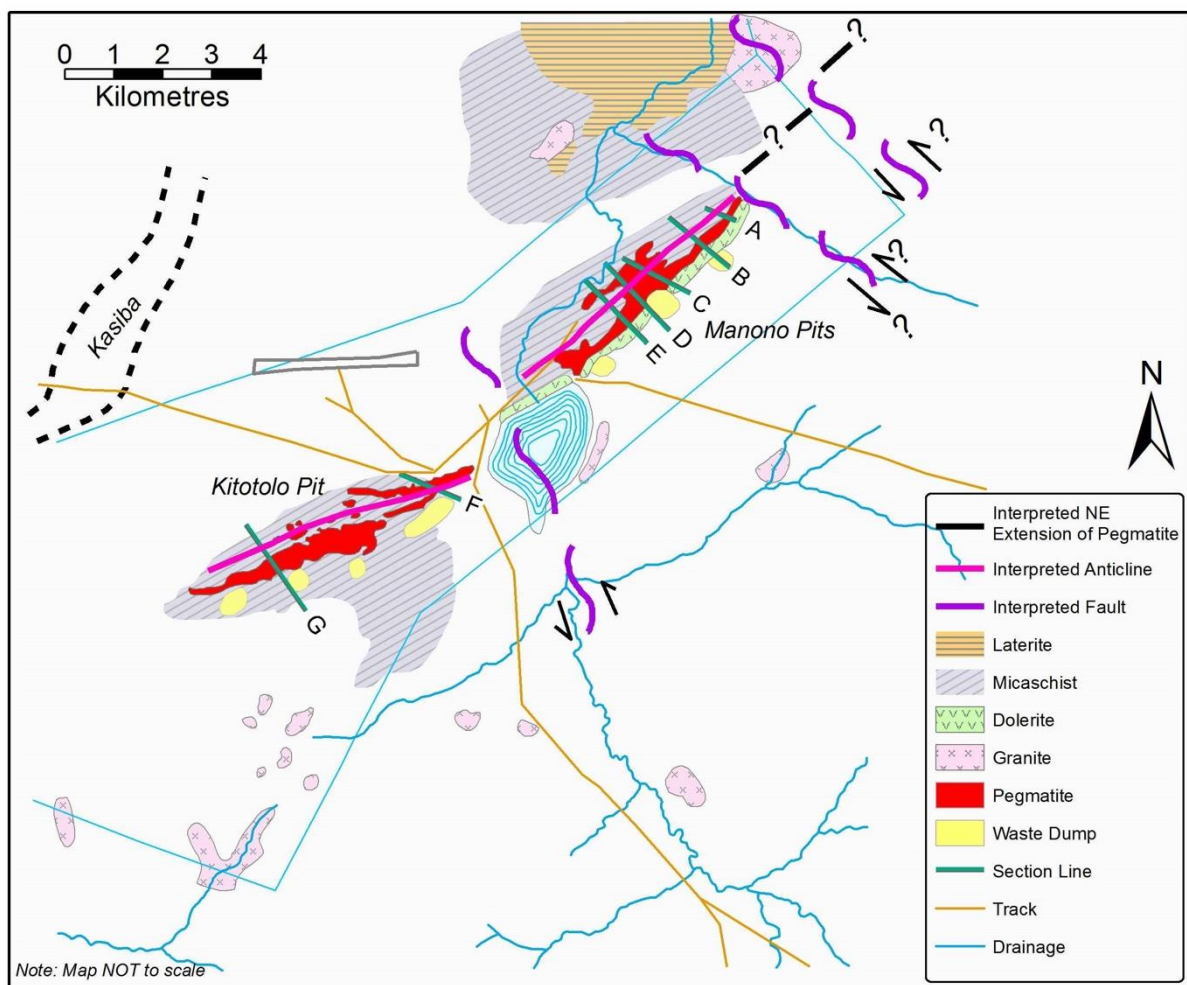 0 1 2 3 4
Kilometres
?
?
?
?
?
Kasiba
A
B
C
D
E
Manono Pits
N
Kitotolo Pit
F
G
Interpreted NE
Extension of Pegmatite
Interpreted Anticline
Interpreted Fault
Laterite
Micaschist
Dolerite
Granite
Pegmatite
Waste Dump
Section Line
Track
Drainage
Note: Map NOT to scale